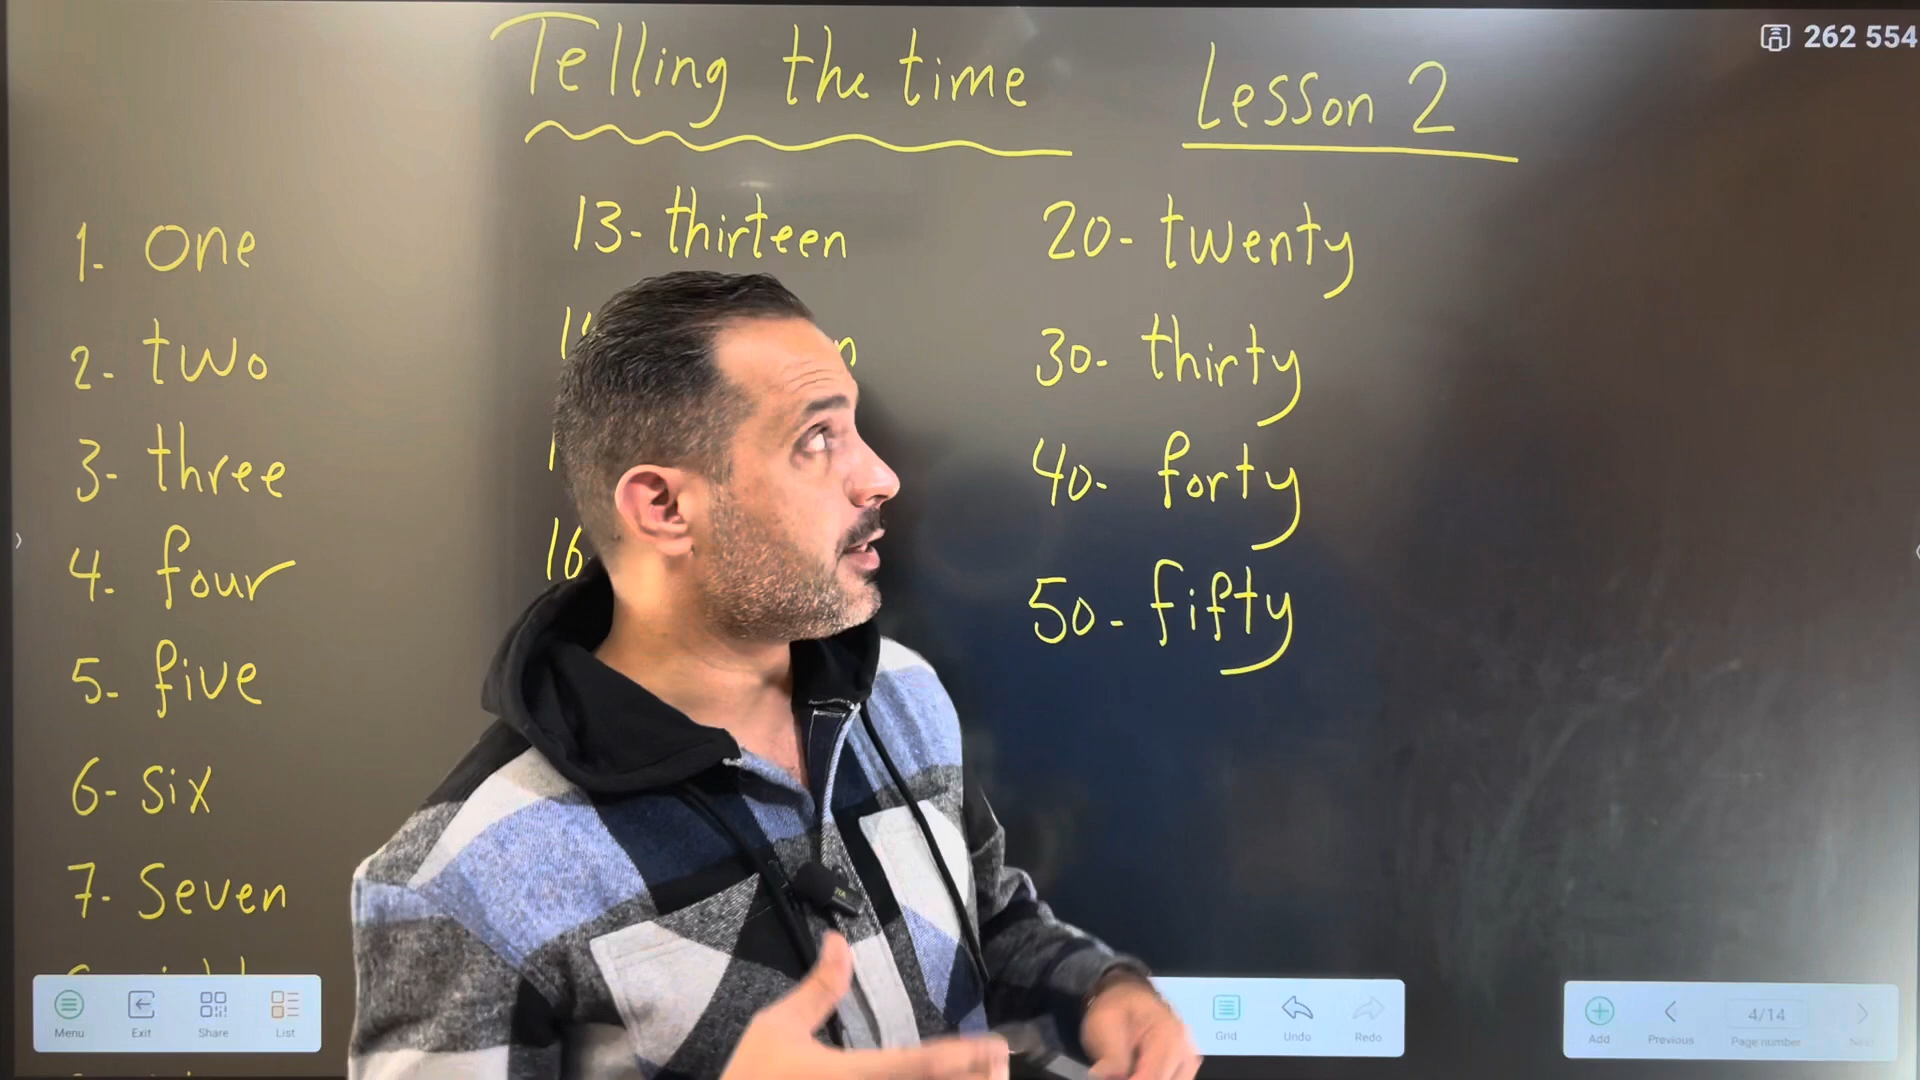 Telling the time
Lesson 2
262 554
1- one
2- two
3- three
4- four
5- five
6- six
7- seven
13- thirteen
16
20- twenty
30- thirty
40- forty
50- fifty
Menu
Exit
Share
List
Grid
Undo
Redo
Add
Previous
4/14
Page number
Next